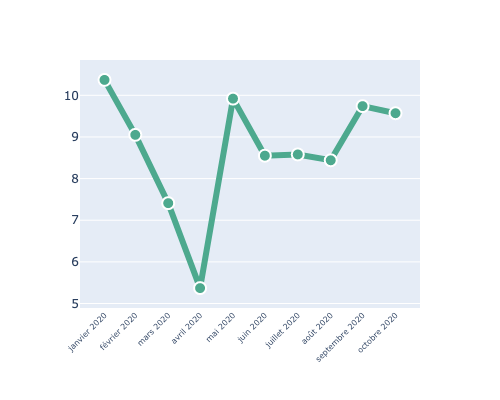 10
9
8
7
6
5
janvier 2020
février 2020
mars 2020
avril 2020
mai 2020
juin 2020
juillet 2020
août 2020
septembre 2020
octobre 2020